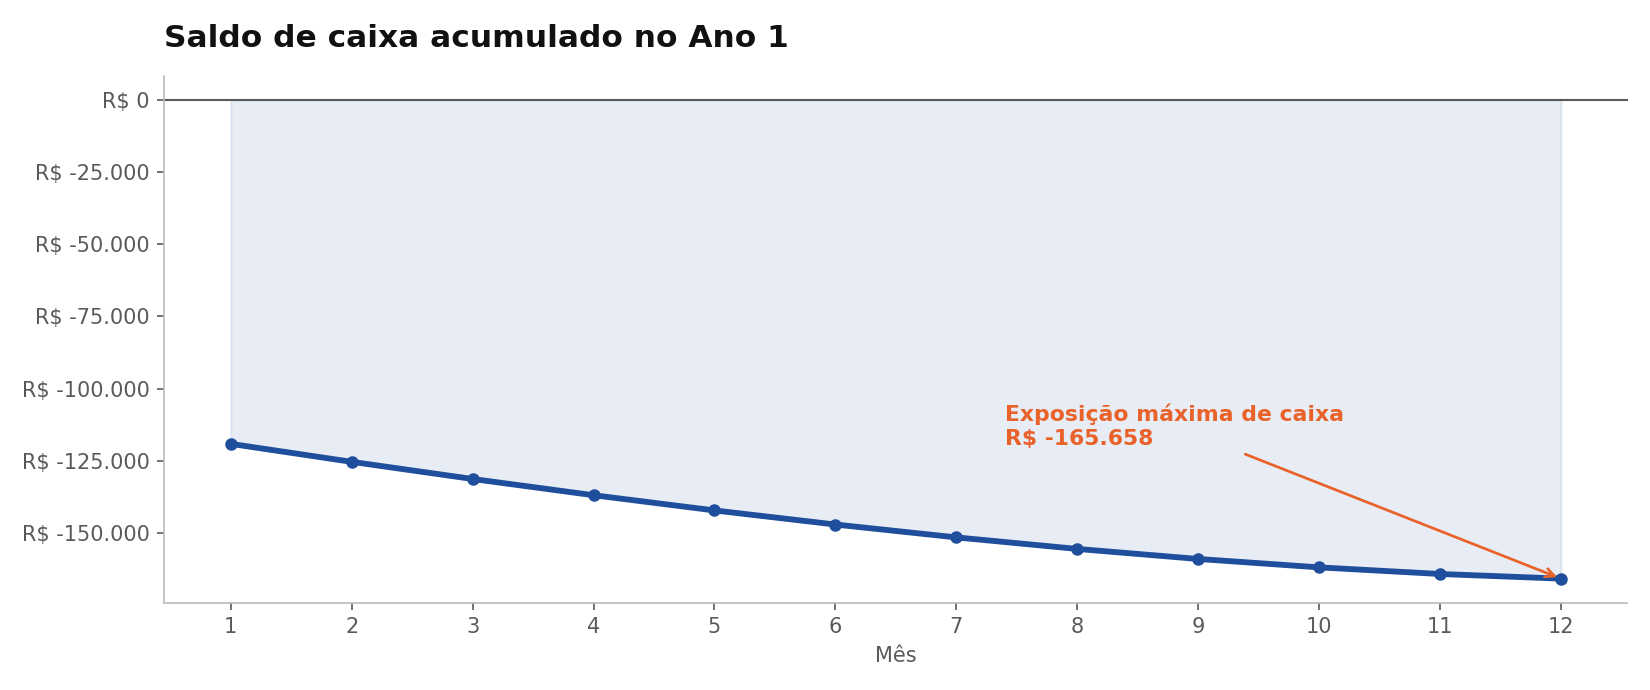 Saldo de caixa acumulado no Ano 1
R$ 0
R$ -25.000
R$ -50.000
R$ -75.000
R$ -100.000
R$ -125.000
R$ -150.000
Exposição máxima de caixa
R$ -165.658
1 2 3 4 5 6 7 8 9 10 11 12
Mês